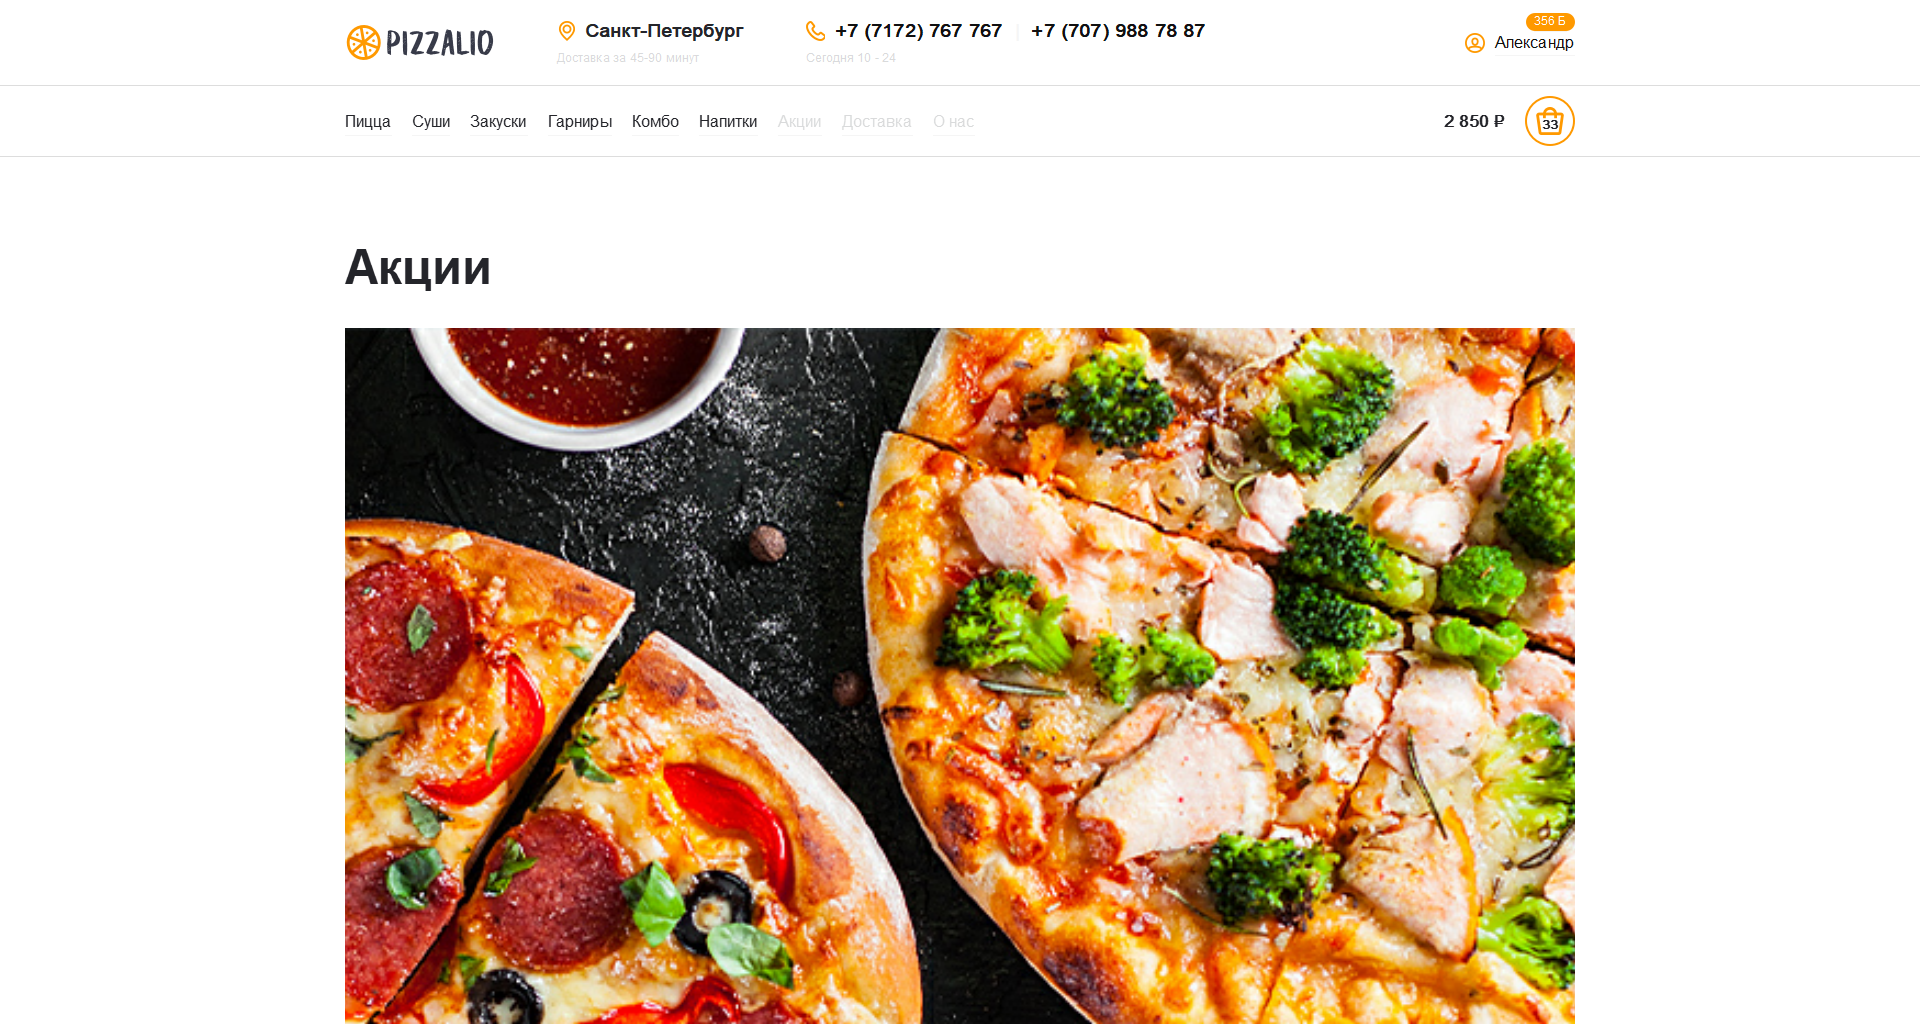 PIZZALIO
Санкт-Петербург
Доставка за 45-90 минут
+7 (7172) 767 767
+7 (707) 988 78 87
Сегодня 10 - 24
356 Б
Александр
Пицца Суши Закуски Гарниры Комбо Напитки Акции Доставка О нас
2 850 ₽
33
Акции